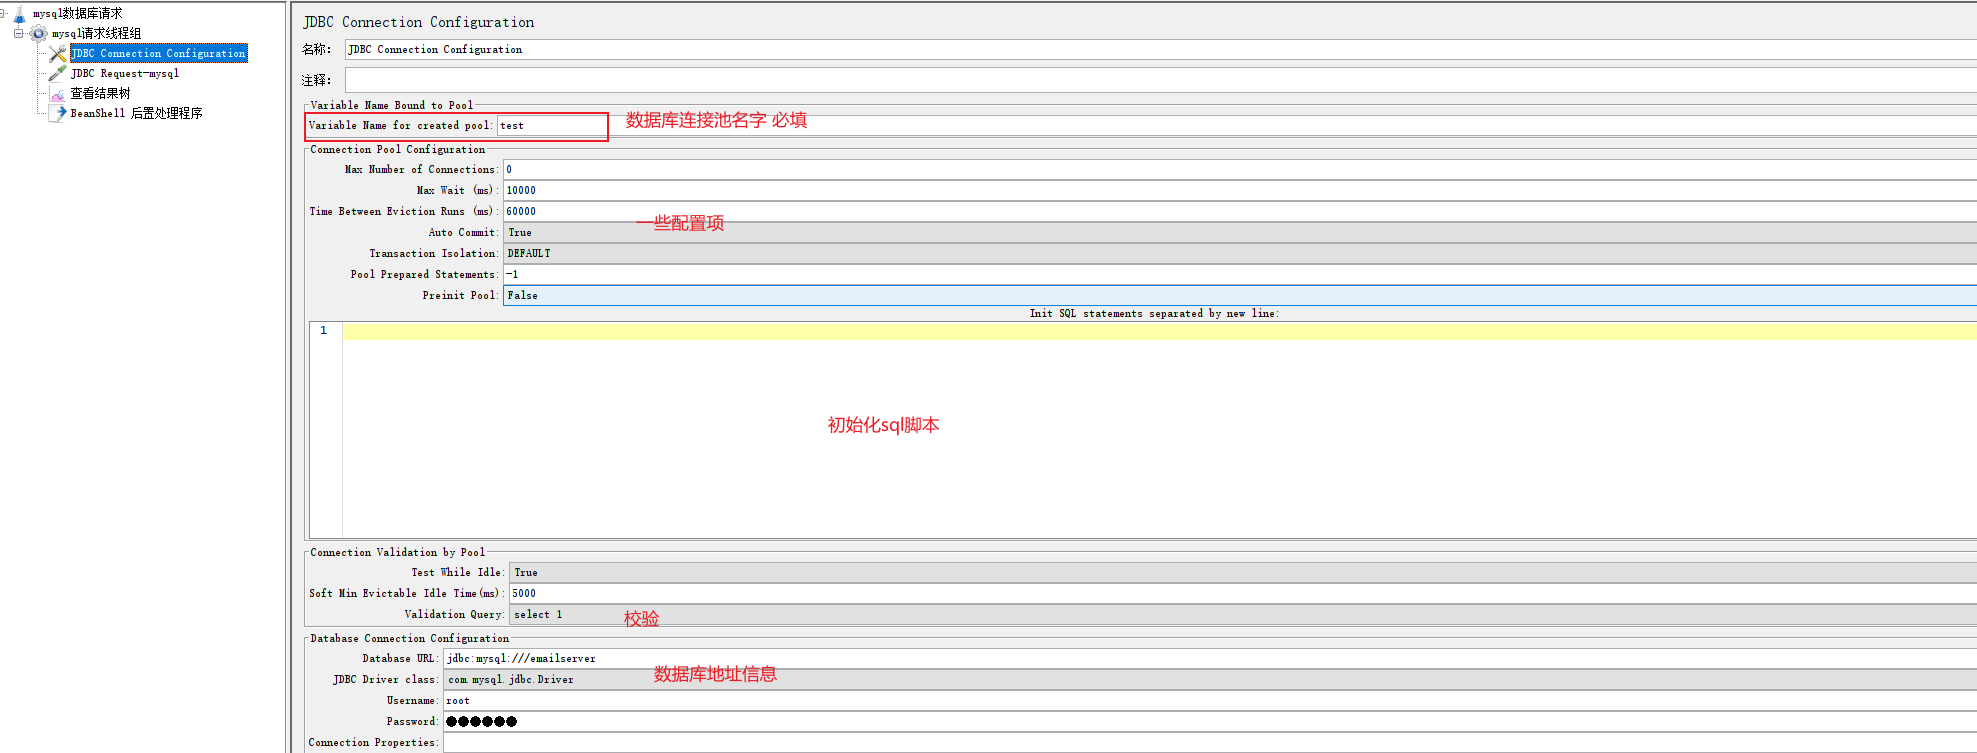 mysql数据库请求
mysql请求线程组
JDBC Connection Configuration
JDBC Request-mysql
查看结果树
BeanShell 后置处理程序
JDBC Connection Configuration
名称： JDBC Connection Configuration
注释：
Variable Name Bound to Pool
Variable Name for created pool: test 数据库连接池名字 必填
Connection Pool Configuration
Max Number of Connections: 0
Max Wait (ms): 10000
Time Between Eviction Runs (ms): 60000
一些配置项
Auto Commit: True
Transaction Isolation: DEFAULT
Pool Prepared Statements: -1
Preinit Pool: False
Init SQL statements separated by new line:
1
初始化sql脚本
Connection Validation by Pool
Test While Idle: True
Soft Min Evictable Idle Time(ms): 5000
Validation Query: select 1 校验
Database Connection Configuration
Database URL: jdbc:mysql:///emailserver
JDBC Driver class: com.mysql.jdbc.Driver 数据库地址信息
Username: root
Password: ●●●●●●
Connection Properties: